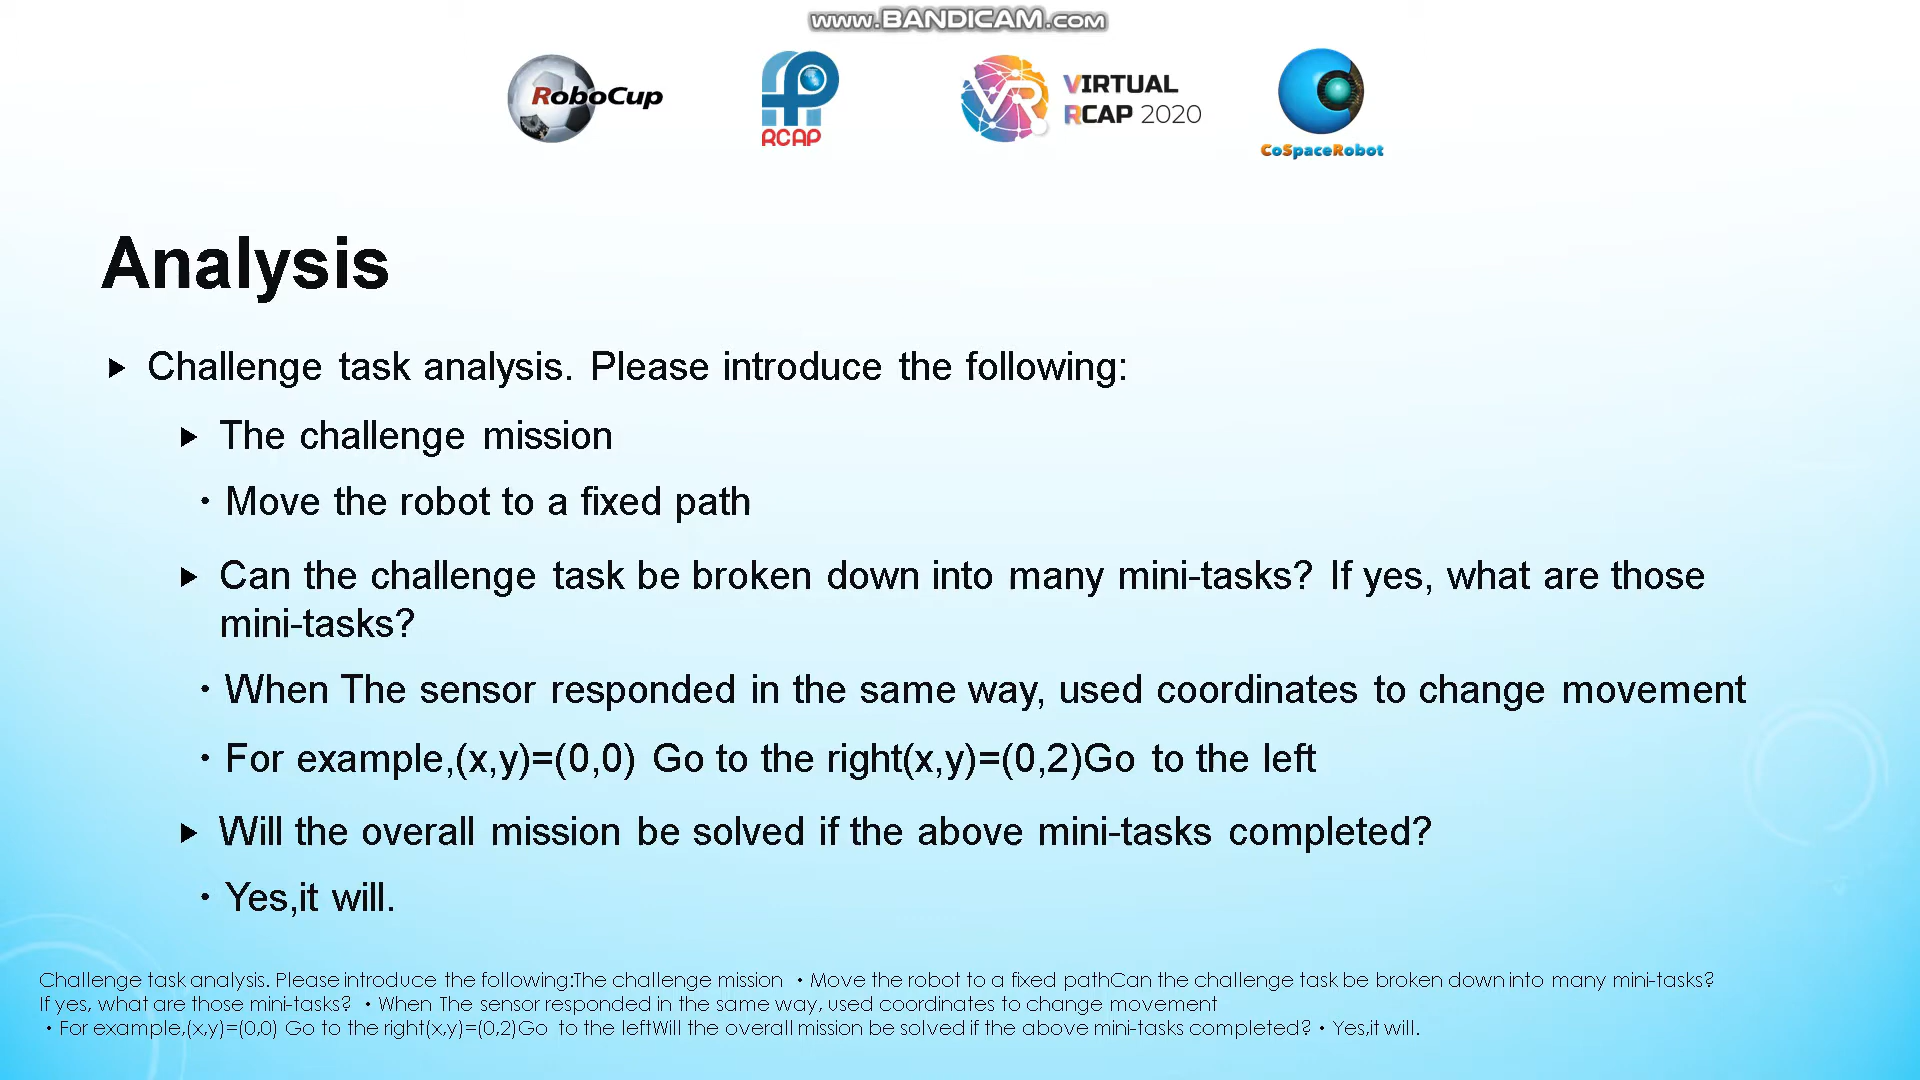 www.BANDICAM.com
RoboCup
RCAP
VR
VIRTUAL
RCAP 2020
CoSpaceRobot
Analysis
Challenge task analysis. Please introduce the following:
The challenge mission
・Move the robot to a fixed path
Can the challenge task be broken down into many mini-tasks? If yes, what are those
mini-tasks?
・When The sensor responded in the same way, used coordinates to change movement
・For example,(x,y)=(0,0) Go to the right(x,y)=(0,2)Go to the left
Will the overall mission be solved if the above mini-tasks completed?
・Yes,it will.
Challenge task analysis. Please introduce the following:The challenge mission ・Move the robot to a fixed pathCan the challenge task be broken down into many mini-tasks?
If yes, what are those mini-tasks? ・When The sensor responded in the same way, used coordinates to change movement
・For example,(x,y)=(0,0) Go to the right(x,y)=(0,2)Go to the leftWill the overall mission be solved if the above mini-tasks completed?・Yes,it will.